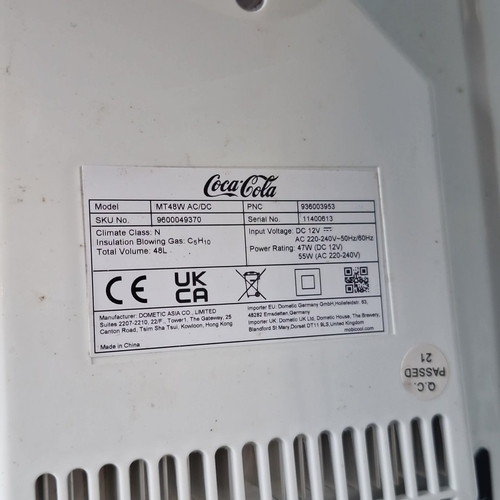 Coca-Cola
Model MT48W AC/DC PNC 936003953
SKU No. 9600049370 Serial No. 11400613
Climate Class: N
Insulation Blowing Gas: C5H10
Total Volume: 48L
Input Voltage: DC 12V
AC 220-240V~50Hz/60Hz
Power Rating: 47W (DC 12V)
55W (AC 220-240V)
CE
UK
CA
Manufacturer: DOMETIC ASIA CO., LIMITED
Suites 2207-2210, 22/F., Tower1, The Gateway, 25
Canton Road, Tsim Sha Tsui, Kowloon, Hong Kong
Made in China
Importer EU: Dometic Germany GmbH, Hollefeldstr. 63,
48282 Emsdetten, Germany
Importer UK: Dometic UK Ltd, Dometic House, The Brewery,
Blandford St Mary, Dorset DT11 9LS, United Kingdom
mobicool.com
Q.C.
PASSED
21